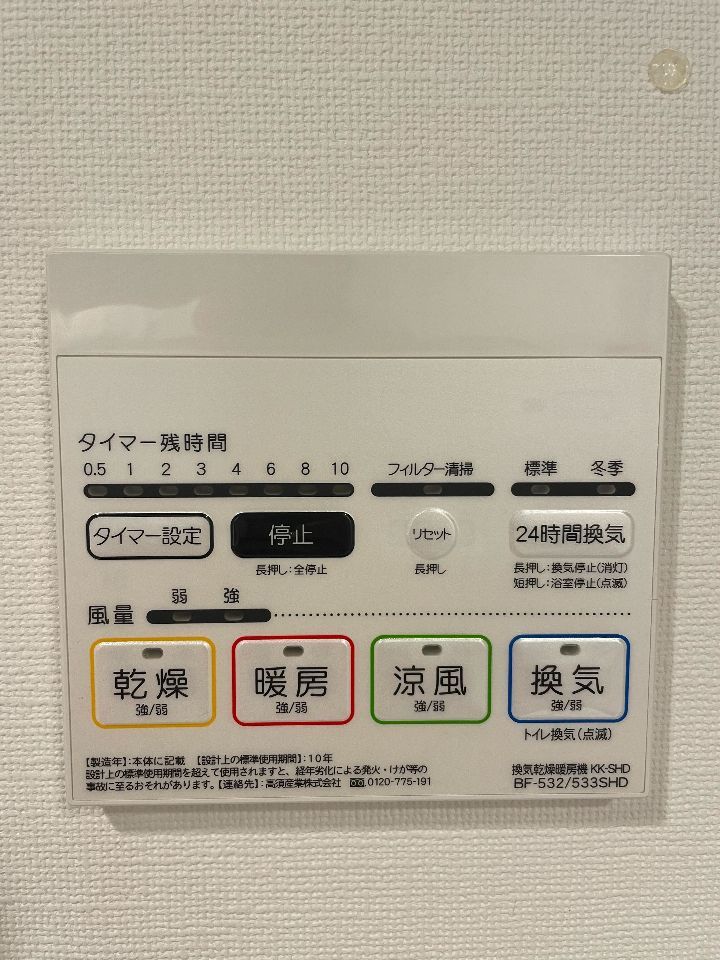 タイマー残時間
0.5 1 2 3 4 6 8 10 フィルター清掃 標準 冬季
タイマー設定 停止 リセット 24時間換気
長押し:全停止 長押し 長押し:換気停止(消灯)
短押し:浴室停止(点滅)
風量 弱 強
乾燥 暖房 涼風 換気
強/弱 強/弱 強/弱 強/弱
トイレ換気(点滅)
【製造年】:本体に記載 【設計上の標準使用期間】:10年
設計上の標準使用期間を超えて使用されますと、経年劣化による発火・けが等の
事故に至るおそれがあります。【連絡先】:高須産業株式会社 0120-775-191
換気乾燥暖房機 KK-SHD
BF-532/533SHD